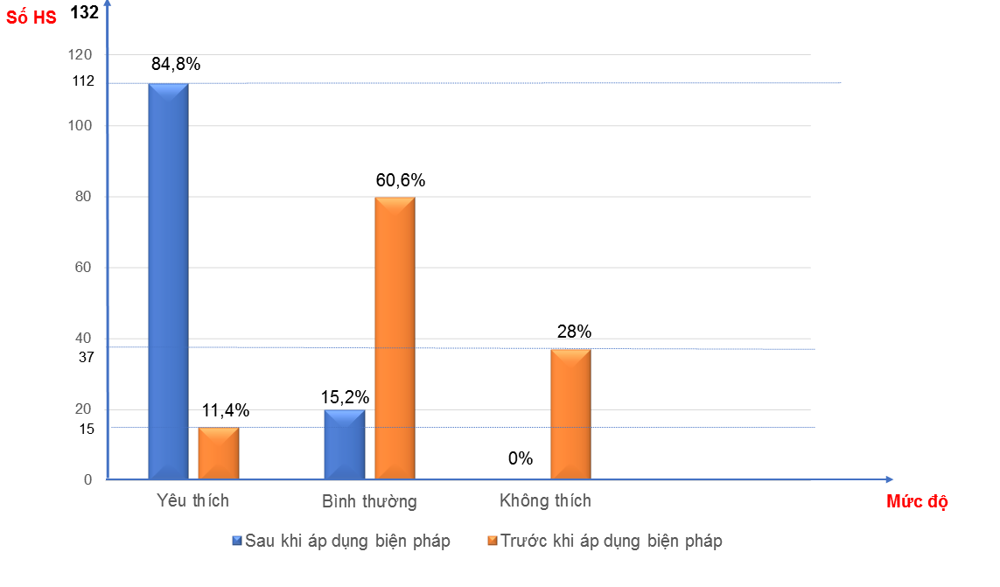 Số HS
132
120
84,8%
112
100
80
60,6%
60
40
28%
37
20
15,2%
11,4%
15
0%
0
Yêu thích
Bình thường
Không thích
Mức độ
Sau khi áp dụng biện pháp
Trước khi áp dụng biện pháp